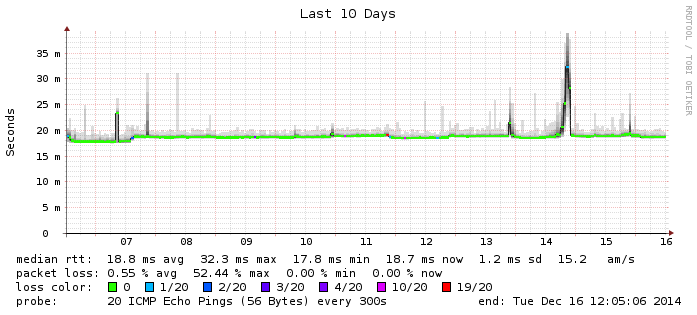 Last 10 Days
RRDTOOL / TOBI OETIKER
Seconds
35 m
30 m
25 m
20 m
15 m
10 m
5 m
0
07 08 09 10 11 12 13 14 15 16
median rtt: 18.8 ms avg 32.3 ms max 17.8 ms min 18.7 ms now 1.2 ms sd 15.2 am/s
packet loss: 0.55 % avg 52.44 % max 0.00 % min 0.00 % now
loss color: 0 1/20 2/20 3/20 4/20 10/20 19/20
probe: 20 ICMP Echo Pings (56 Bytes) every 300s end: Tue Dec 16 12:05:06 2014